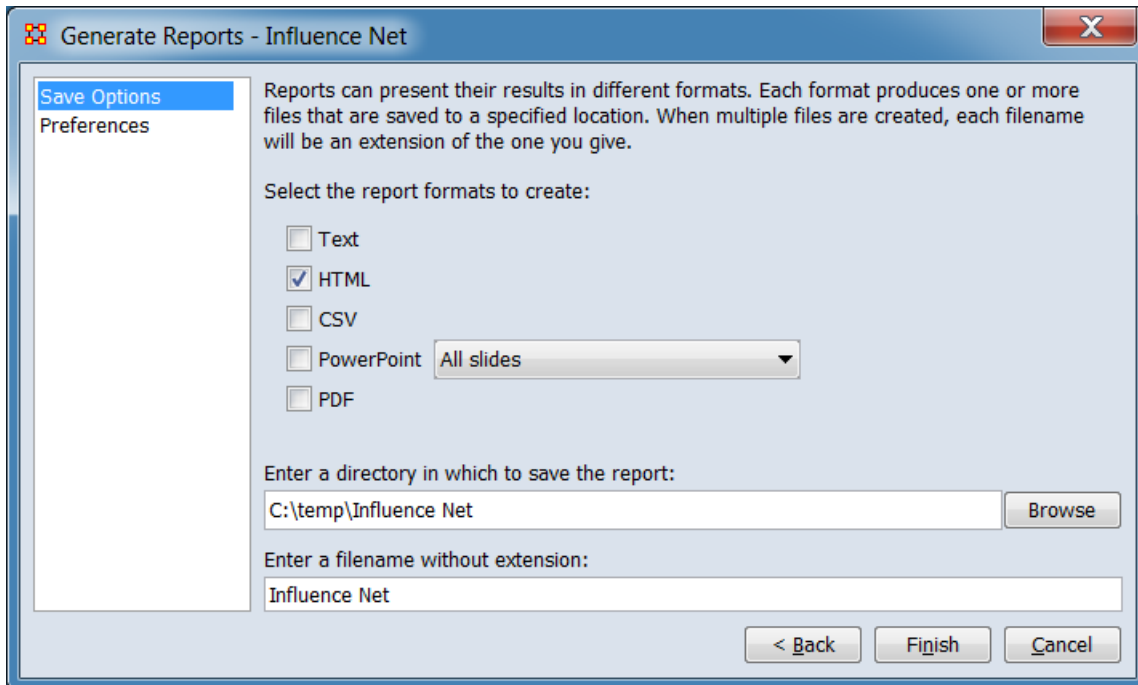 Generate Reports - Influence Net
X
Save Options
Preferences
Reports can present their results in different formats. Each format produces one or more
files that are saved to a specified location. When multiple files are created, each filename
will be an extension of the one you give.
Select the report formats to create:
Text
HTML
CSV
PowerPoint All slides
PDF
Enter a directory in which to save the report:
C:\temp\Influence Net Browse
Enter a filename without extension:
Influence Net
< Back Finish Cancel